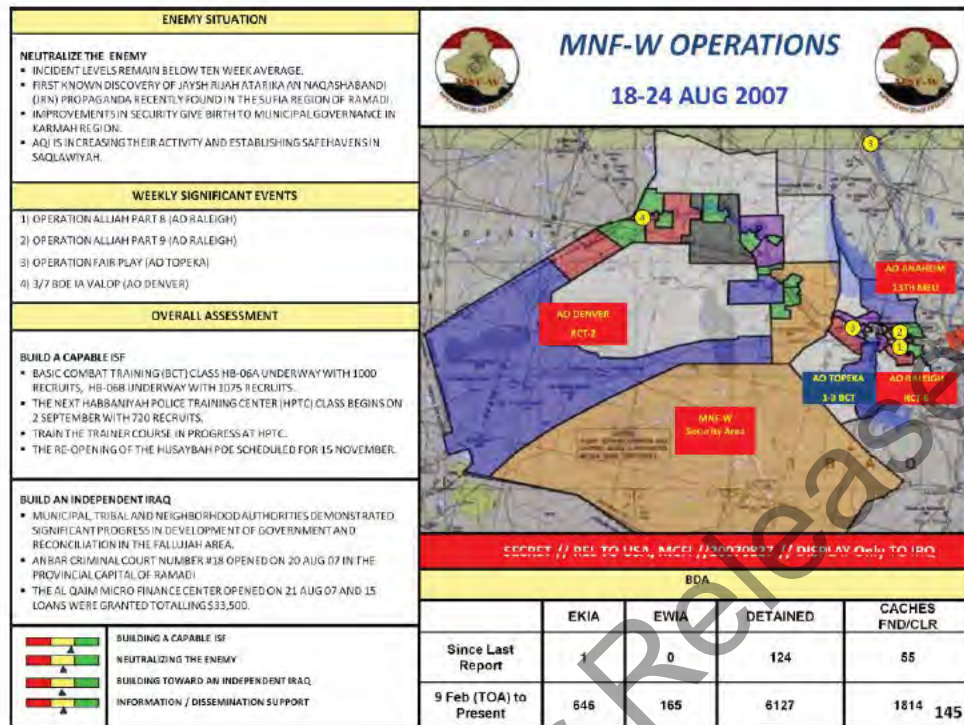 ENEMY SITUATION
NEUTRALIZE THE ENEMY
▪ INCIDENT LEVELS REMAIN BELOW TEN WEEK AVERAGE.
▪ FIRST KNOWN DISCOVERY OF JAYSH RIJAH ATARIKA AN NAQASHABANDI
(JRN) PROPAGANDA RECENTLY FOUND IN THE SUFIA REGION OF RAMADI.
▪ IMPROVEMENTS IN SECURITY GIVE BIRTH TO MUNICIPAL GOVERNANCE IN
KARMAH REGION.
▪ AQI IS INCREASING THEIR ACTIVITY AND ESTABLISHING SAFEHAVENS IN
SAQLAWIYAH.
WEEKLY SIGNIFICANT EVENTS
1) OPERATION ALLJAH PART 8 (AO RALEIGH)
2) OPERATION ALLJAH PART 9 (AO RALEIGH)
3) OPERATION FAIR PLAY (AO TOPEKA)
4) 3/7 BDE IA VALOP (AO DENVER)
OVERALL ASSESSMENT
BUILD A CAPABLE ISF
▪ BASIC COMBAT TRAINING (BCT) CLASS HB-06A UNDERWAY WITH 1000
RECRUITS, HB-06B UNDERWAY WITH 1075 RECRUITS.
▪ THE NEXT HABBANIYAH POLICE TRAINING CENTER (HPTC) CLASS BEGINS ON
2 SEPTEMBER WITH 720 RECRUITS.
▪ TRAIN THE TRAINER COURSE IN PROGRESS AT HPTC.
▪ THE RE-OPENING OF THE HUSAYBAH POE SCHEDULED FOR 15 NOVEMBER.
BUILD AN INDEPENDENT IRAQ
▪ MUNICIPAL, TRIBAL AND NEIGHBORHOOD AUTHORITIES DEMONSTRATED
SIGNIFICANT PROGRESS IN DEVELOPMENT OF GOVERNMENT AND
RECONCILIATION IN THE FALLUJAH AREA.
▪ ANBAR CRIMINAL COURT NUMBER #18 OPENED ON 20 AUG 07 IN THE
PROVINCIAL CAPITAL OF RAMADI
▪ THE AL QAIM MICRO FINANCE CENTER OPENED ON 21 AUG 07 AND 15
LOANS WERE GRANTED TOTALLING $33,500.
BUILDING A CAPABLE ISF
NEUTRALIZING THE ENEMY
BUILDING TOWARD AN INDEPENDENT IRAQ
INFORMATION / DISSEMINATION SUPPORT
MNF-W
MNF-W OPERATIONS
18-24 AUG 2007
MNF-W
3
4
AO ANAHEIM
13TH MEU
AO DENVER
RCT-2
3
2
1
AO TOPEKA
AO RALEIGH
RCT-6
MNF-W
Security Area
SECRET // REL TO USA, MCFI //20070827 // DISPLAY Only TO IRQ
BDA
EKIA EWIA DETAINED CACHES FND/CLR
Since Last Report 1 0 124 55
9 Feb (TOA) to Present 646 165 6127 1814
145
Release